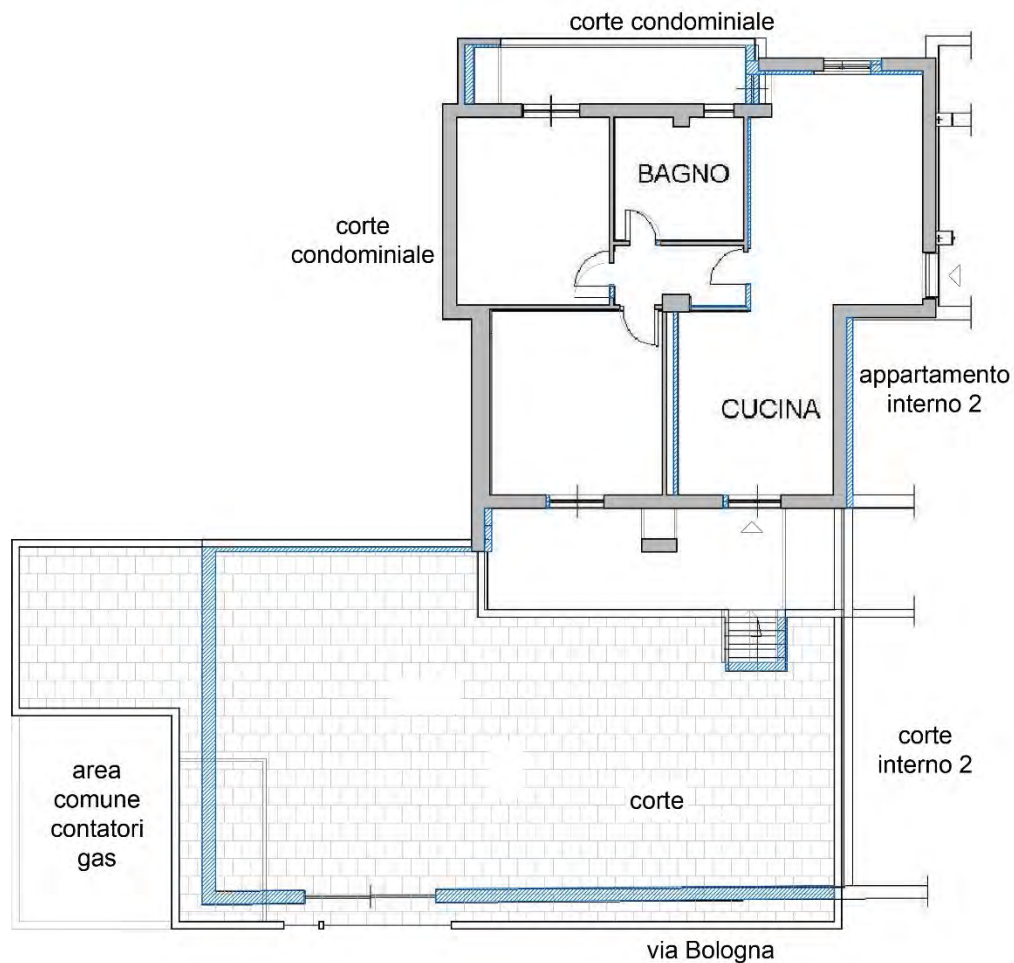 corte condominiale
BAGNO
corte
condominiale
appartamento
interno 2
CUCINA
corte
interno 2
area
comune
contatori
gas
corte
via Bologna